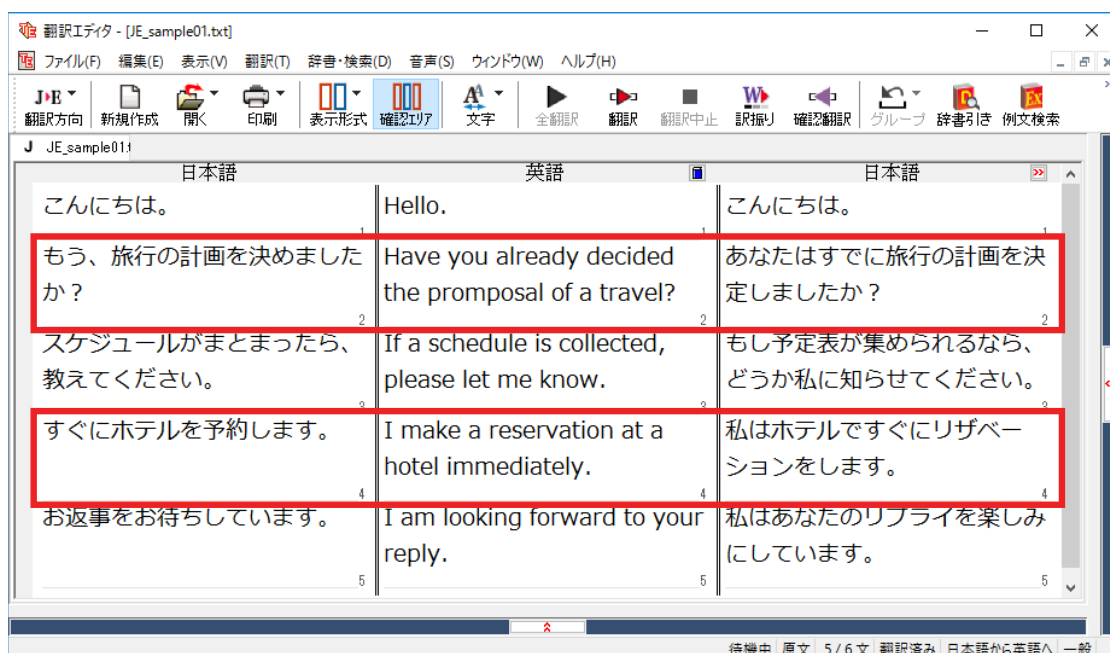 翻訳エディタ - [JE_sample01.txt]
ファイル(F) 編集(E) 表示(V) 翻訳(T) 辞書・検索(D) 音声(S) ウィンドウ(W) ヘルプ(H)
翻訳方向 新規作成 開く 印刷 表示形式 確認エリア 文字 全翻訳 翻訳 翻訳中止 訳振り 確認翻訳 グループ 辞書引き 例文検索
J JE_sample01.t
日本語 英語 日本語
こんにちは。 Hello. こんにちは。
1 1 1
もう、旅行の計画を決めました Have you already decided あなたはすでに旅行の計画を決
か？ the promposal of a travel? 定しましたか？
2 2 2
スケジュールがまとまったら、 If a schedule is collected, もし予定表が集められるなら、
教えてください。 please let me know. どうか私に知らせてください。
3 3 3
すぐにホテルを予約します。 I make a reservation at a 私はホテルですぐにリザベー
hotel immediately. ションをします。
4 4 4
お返事をお待ちしています。 I am looking forward to your 私はあなたのリプライを楽しみ
reply. にしています。
5 5 5
待機中 原文 5 / 6 文 翻訳済み 日本語から英語へ 一般